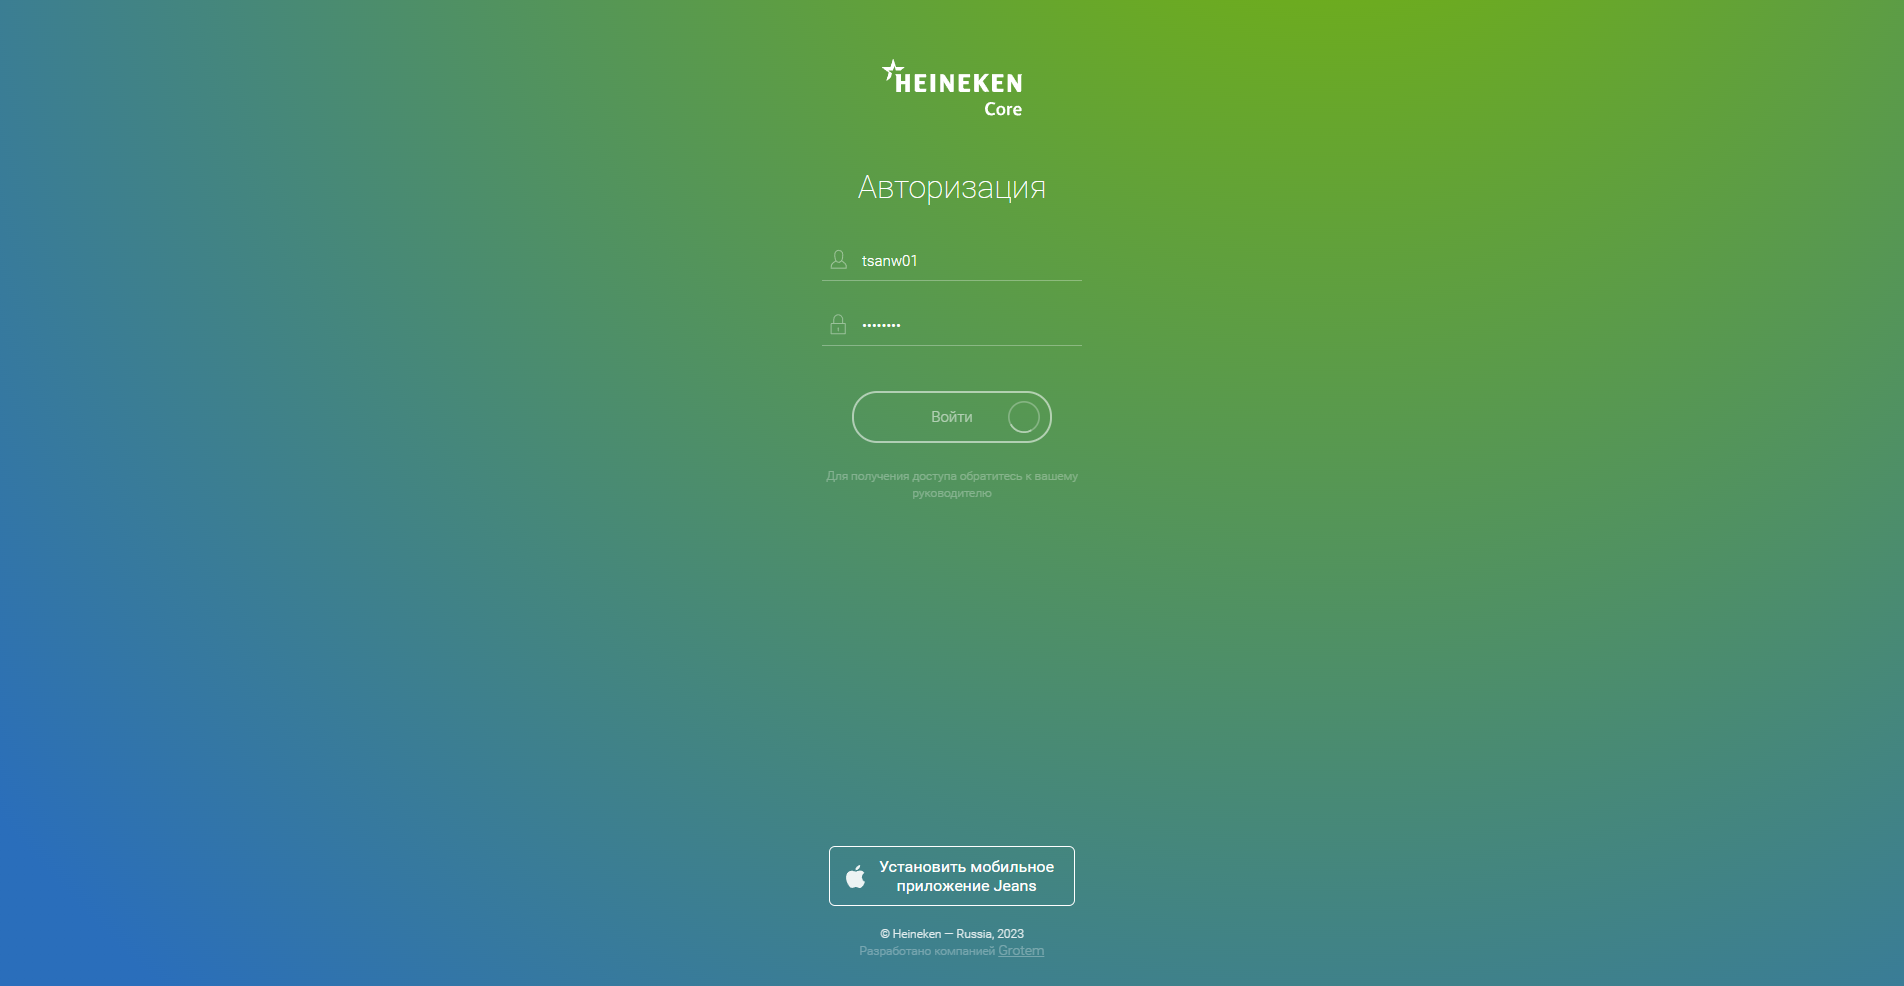 HEINEKEN
Core
Авторизация
tsanw01
••••••••
Войти
Для получения доступа обратитесь к вашему
руководителю
Установить мобильное
приложение Jeans
© Heineken — Russia, 2023
Разработано компанией Grotem